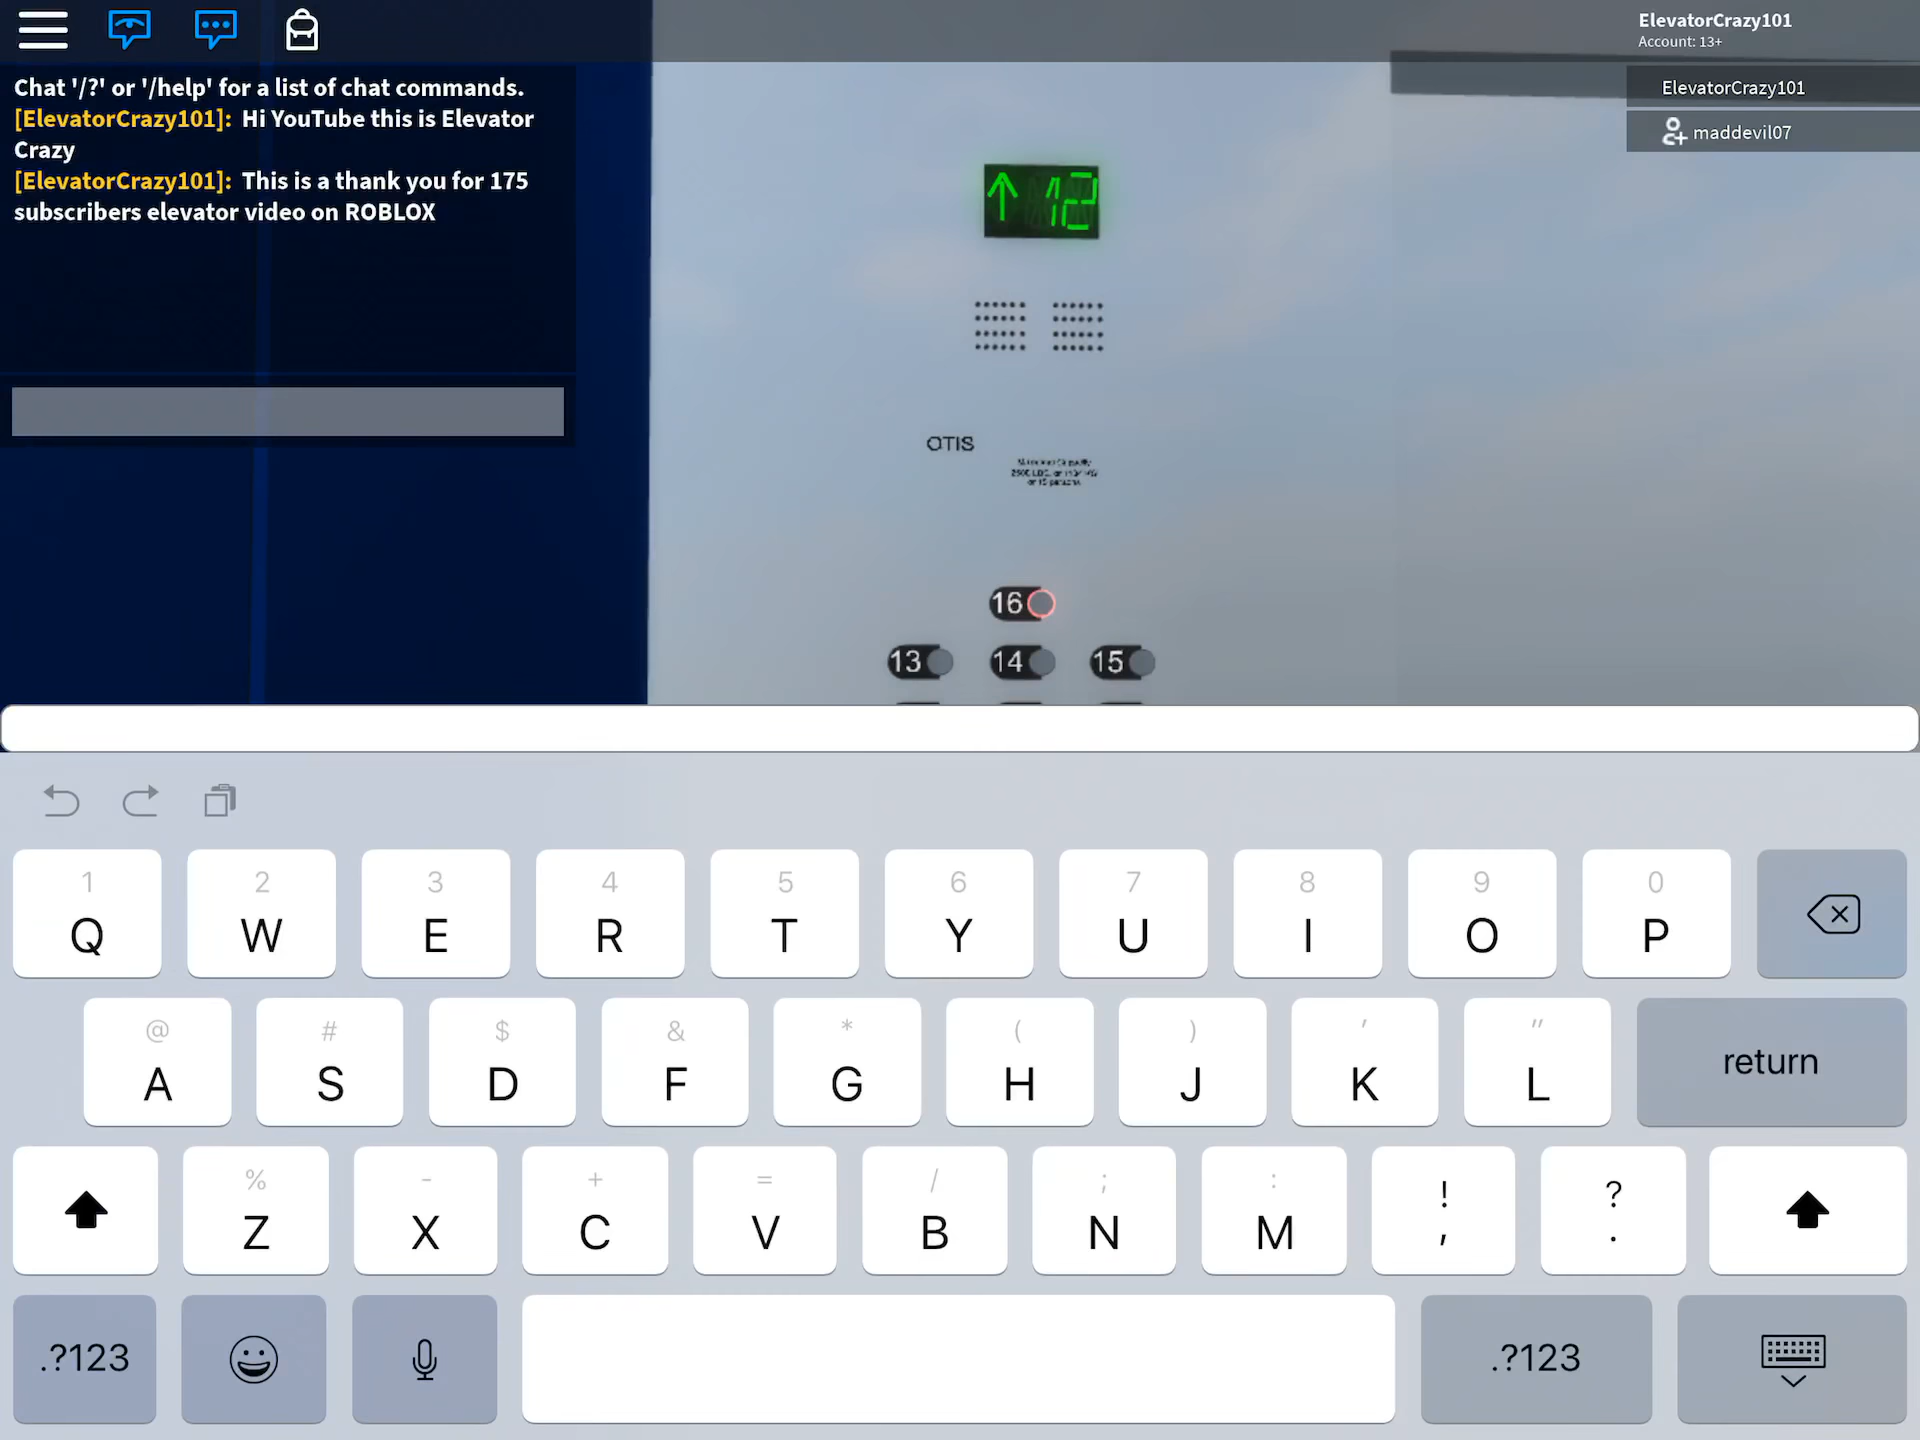 ElevatorCrazy101
Account: 13+
Chat '/?' or '/help' for a list of chat commands.
[ElevatorCrazy101]: Hi YouTube this is Elevator
Crazy
[ElevatorCrazy101]: This is a thank you for 175
subscribers elevator video on ROBLOX
ElevatorCrazy101
maddevil07
12
OTIS
16
13 14 15
1 2 3 4 5 6 7 8 9 0
Q W E R T Y U I O P
@ # $ & * ( ) ' "
A S D F G H J K L return
% - + = / ; : ! ?
Z X C V B N M , .
.?123 .?123